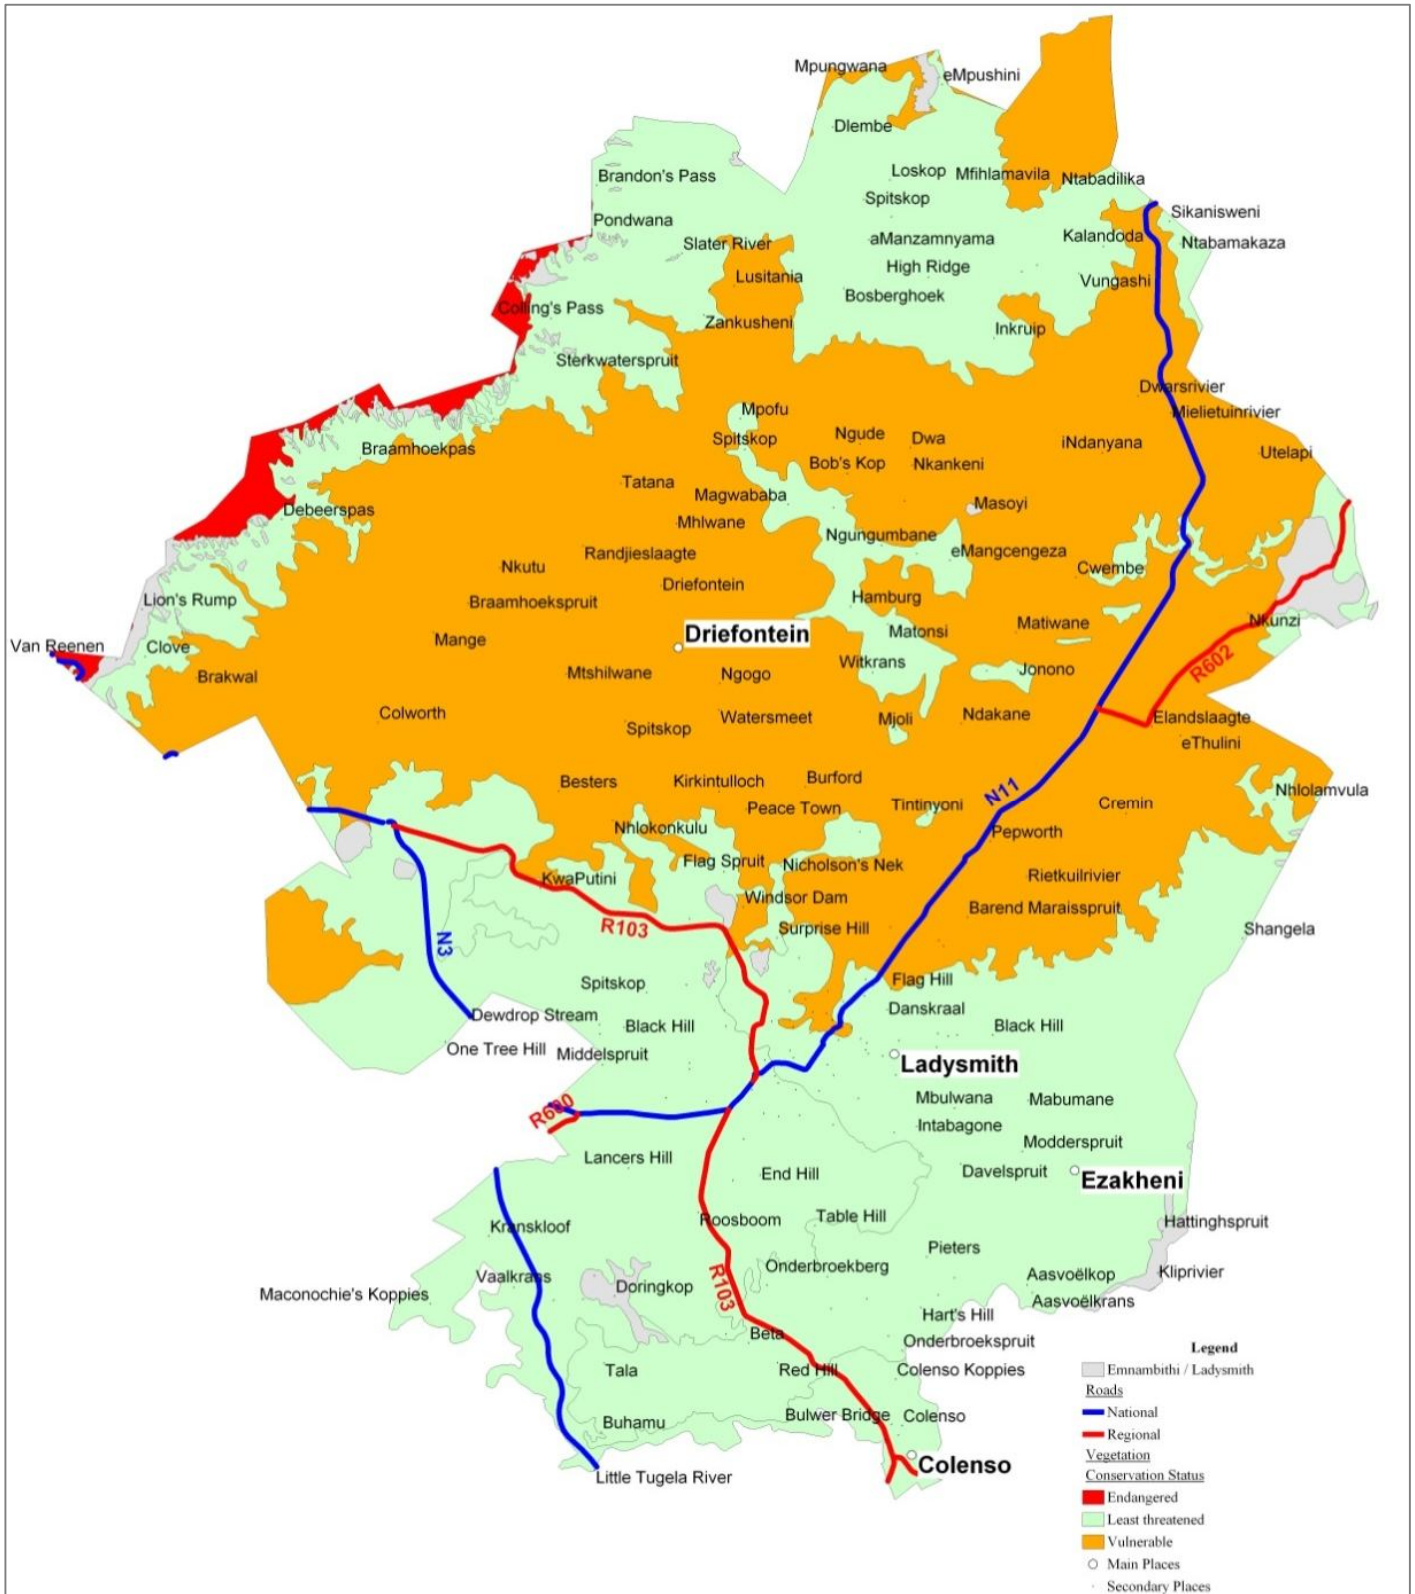 Mpungwana
eMpushini
Dlembe
Brandon's Pass
Loskop
Mfihlamavila
Ntabadilika
Spitskop
Sikanisweni
Pondwana
Slater River
aManzamnyama
Kalandoda
Ntabamakaza
High Ridge
Lusitania
Vungashi
Bosberghoek
Colling's Pass
Zankusheni
Inkruip
Sterkwaterspruit
Dwarsrivier
Mpofu
Mielietuinrivier
Spitskop
Ngude
Dwa
iNdanyana
Braamhoekpas
Utelapi
Bob's Kop
Nkankeni
Tatana
Magwababa
Masoyi
Debeerspas
Mhlwane
Ngungumbane
Randjieslaagte
eMangcengeza
Nkutu
Cwembe
Driefontein
Lion's Rump
Braamhoekspruit
Hamburg
Nkunzi
Driefontein
Matonsi
Matiwane
Van Reenen
Clove
Mange
Witkrans
R602
Brakwal
Mtshilwane
Ngogo
Jonono
Colworth
Watersmeet
Mjoli
Ndakane
Elandslaagte
Spitskop
eThulini
Besters
Kirkintulloch
Burford
N11
Nhlolamvula
Peace Town
Tintinyoni
Cremin
Nhlokonkulu
Pepworth
Flag Spruit
Nicholson's Nek
KwaPutini
Rietkuilrivier
Windsor Dam
Barend Maraisspruit
R103
Surprise Hill
Shangela
N3
Spitskop
Flag Hill
Dewdrop Stream
Danskraal
Black Hill
Black Hill
One Tree Hill
Middelspruit
Ladysmith
R600
Mbulwana
Mabumane
Intabagone
Modderspruit
Lancers Hill
End Hill
Davelspruit
Ezakheni
Kranskloof
Roosboom
Table Hill
Hattinghspruit
Pieters
Vaalkrans
Onderbroekberg
Aasvoëlkop
Kliprivier
Maconochie's Koppies
Doringkop
R103
Aasvoëlkrans
Hart's Hill
Beta
Onderbroekspruit
Tala
Red Hill
Colenso Koppies
Buhamu
Bulwer Bridge
Colenso
Little Tugela River
Colenso
Legend
Emnambithi / Ladysmith
Roads
National
Regional
Vegetation
Conservation Status
Endangered
Least threatened
Vulnerable
Main Places
Secondary Places